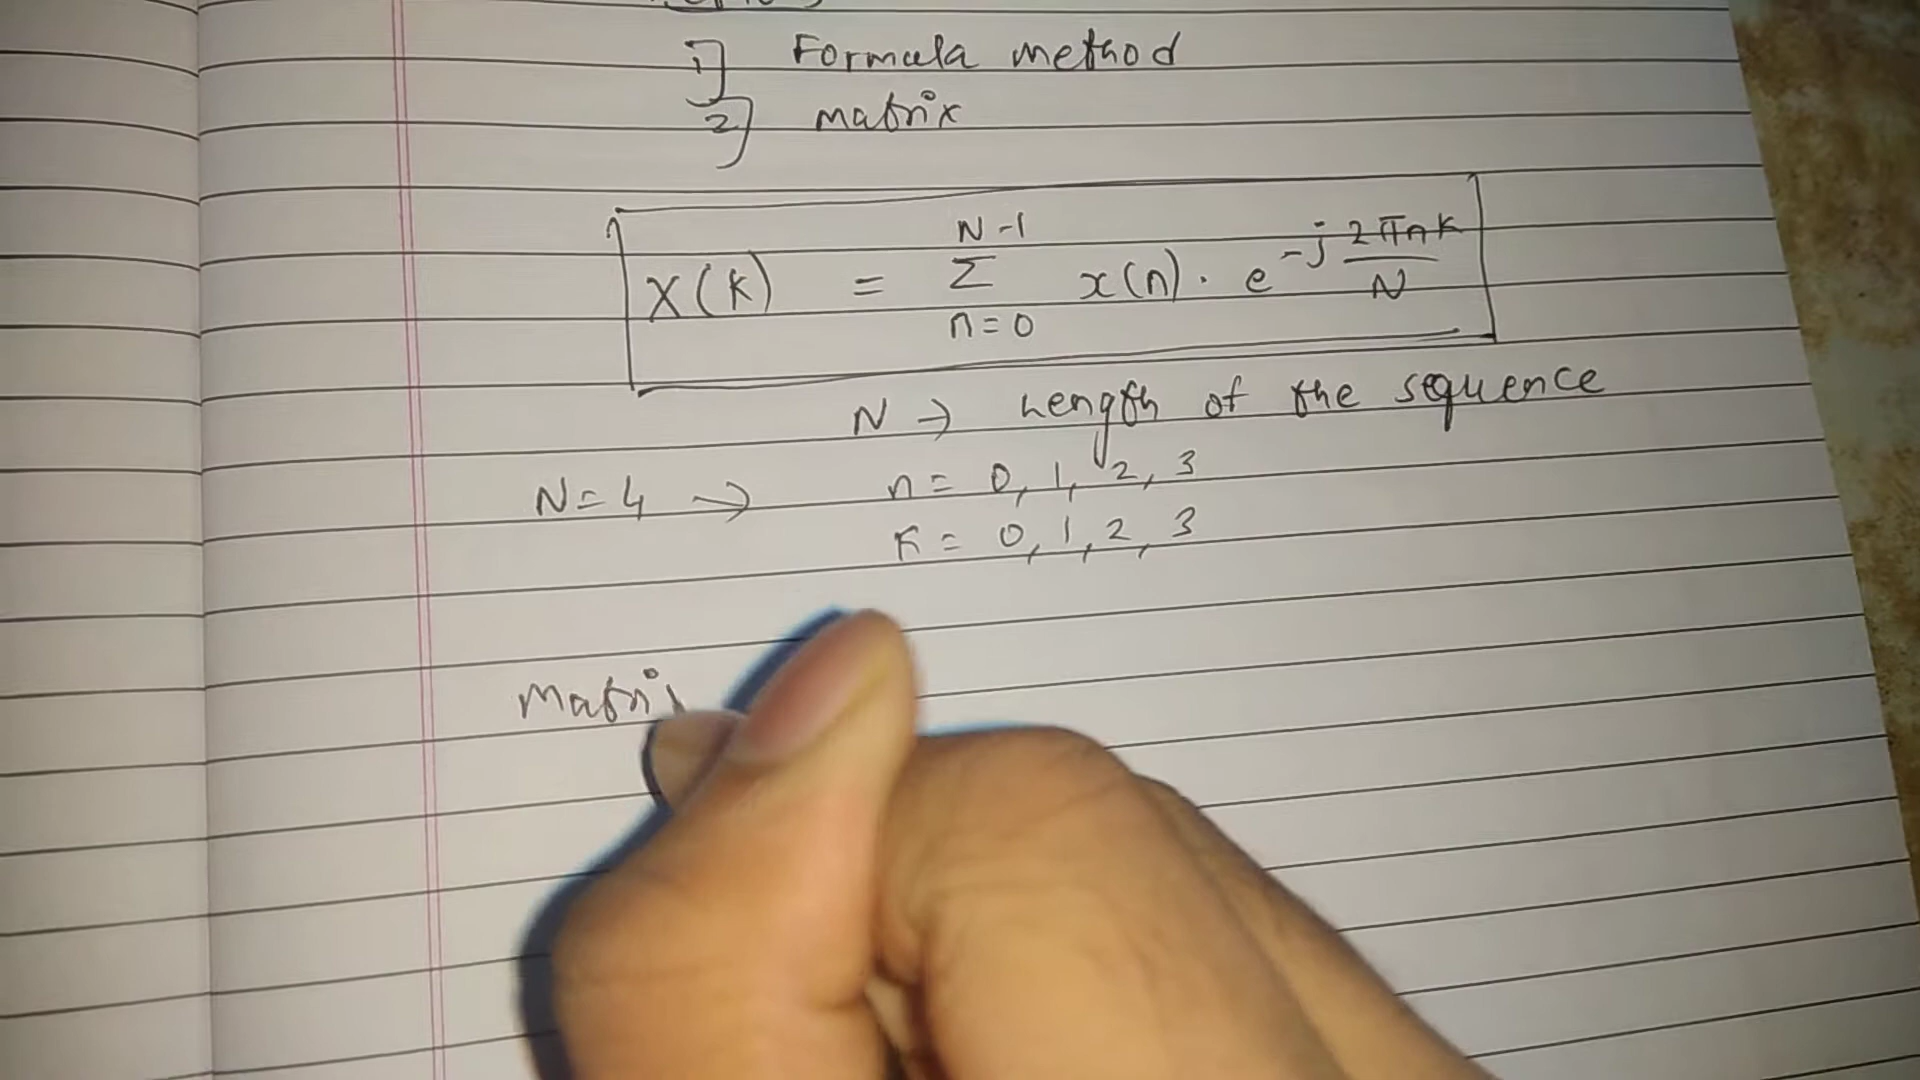 1] Formula method
2] matrix
X(k) = N-1 Σ n=0 x(n). e^-j 2πnk/N
N → Length of the sequence
N=4 → n = 0, 1, 2, 3
K = 0, 1, 2, 3
Matri